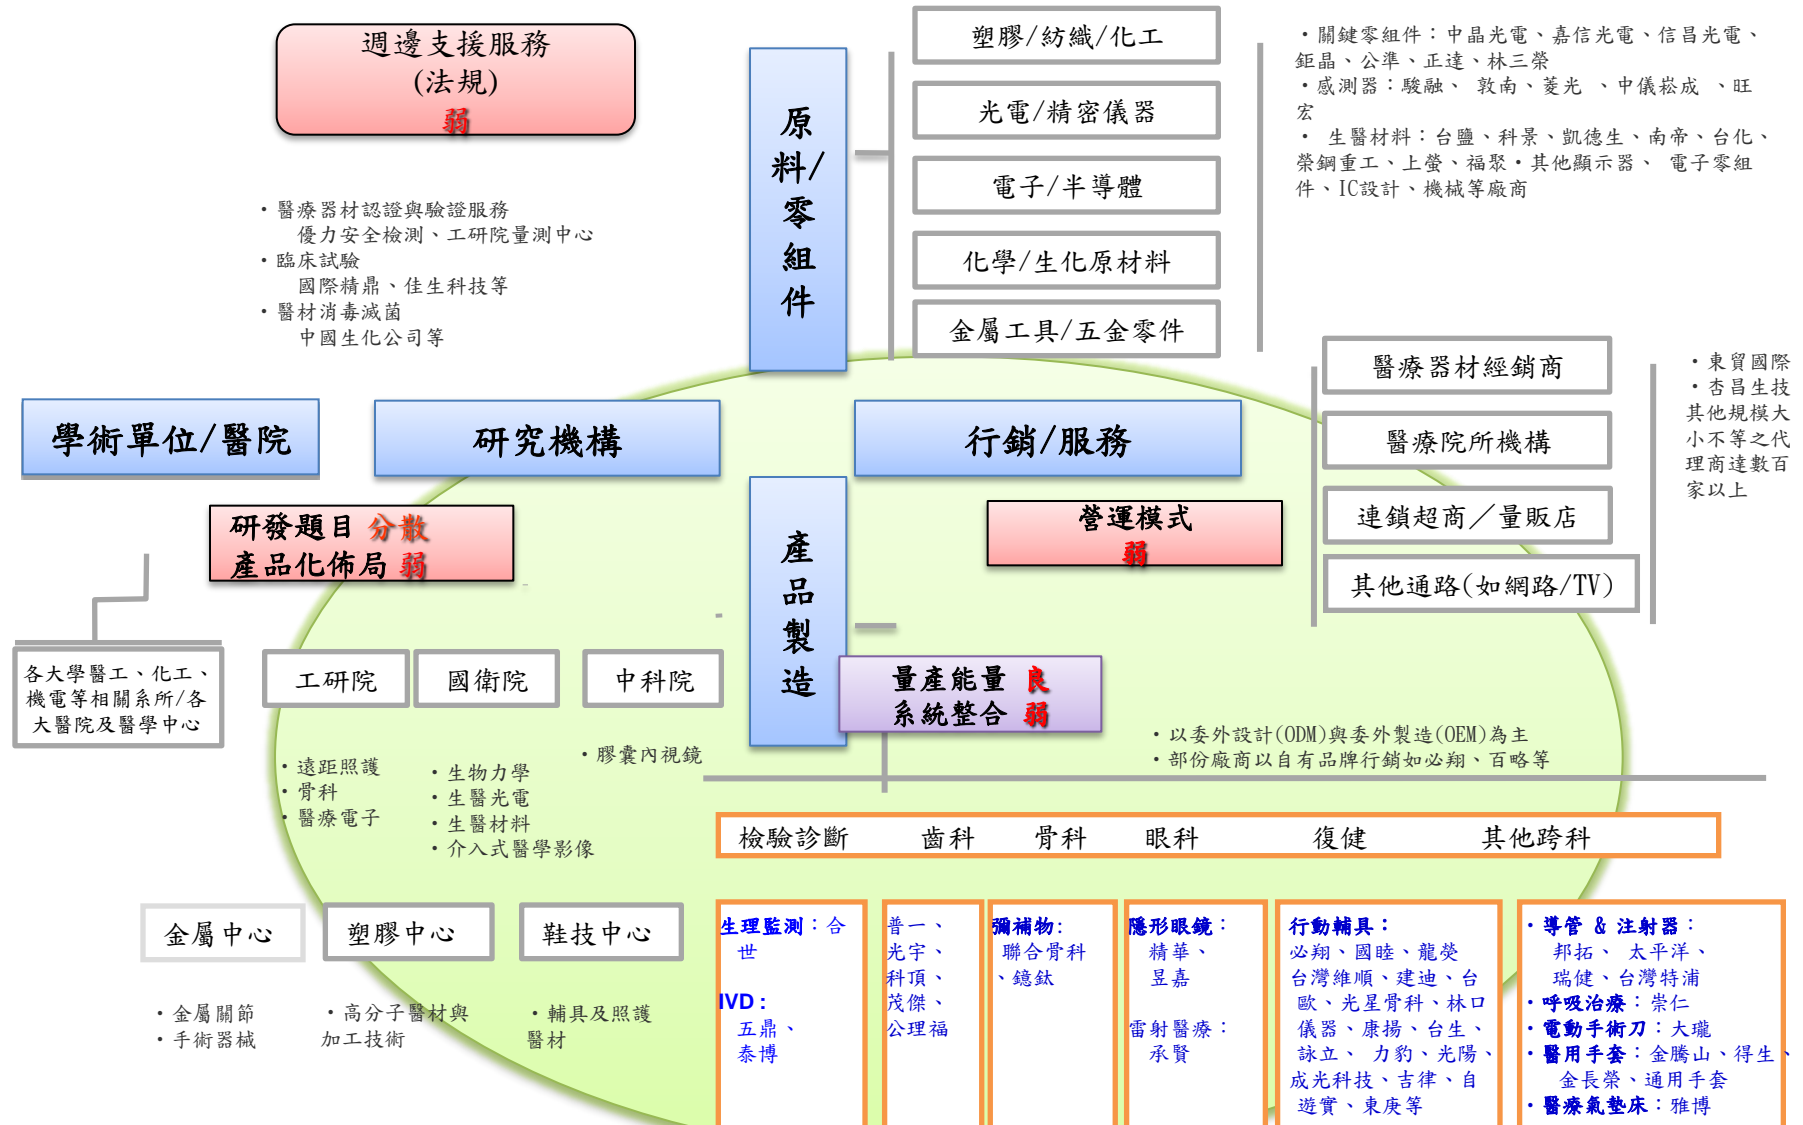 週邊支援服務
(法規)
弱
・醫療器材認證與驗證服務
優力安全檢測、工研院量測中心
・臨床試驗
國際精鼎、佳生科技等
・醫材消毒滅菌
中國生化公司等
原
料/
零
組
件
塑膠/紡織/化工
光電/精密儀器
電子/半導體
化學/生化原材料
金屬工具/五金零件
・關鍵零組件：中晶光電、嘉信光電、信昌光電、
鉅晶、公準、正達、林三榮
・感測器：駿融、 敦南、菱光 、中儀崧成 、旺
宏
・ 生醫材料：台鹽、科景、凱德生、南帝、台化、
榮鋼重工、上螢、福聚・其他顯示器、 電子零組
件、IC設計、機械等廠商
學術單位/醫院
研究機構
行銷/服務
醫療器材經銷商
醫療院所機構
連鎖超商／量販店
其他通路(如網路/TV)
・東貿國際
・杏昌生技
其他規模大
小不等之代
理商達數百
家以上
研發題目 分散
產品化佈局 弱
營運模式
弱
產
品
製
造
量產能量 良
系統整合 弱
各大學醫工、化工、
機電等相關系所/各
大醫院及醫學中心
工研院
國衛院
中科院
・遠距照護
・骨科
・醫療電子
・生物力學
・生醫光電
・生醫材料
・介入式醫學影像
・膠囊內視鏡
・以委外設計(ODM)與委外製造(OEM)為主
・部份廠商以自有品牌行銷如必翔、百略等
金屬中心
塑膠中心
鞋技中心
・金屬關節
・手術器械
・高分子醫材與
加工技術
・輔具及照護
醫材
檢驗診斷 齒科 骨科 眼科 復健 其他跨科
生理監測：合
世
IVD：
五鼎、
泰博
普一、
光宇、
科頂、
茂傑、
公理福
彌補物:
聯合骨科
、鐿鈦
隱形眼鏡：
精華、
昱嘉
雷射醫療：
承賢
行動輔具：
必翔、國睦、龍熒
台灣維順、建迪、台
歐、光星骨科、林口
儀器、康揚、台生、
詠立、 力豹、光陽、
成光科技、吉律、自
遊實、東庚等
・導管 & 注射器：
邦拓、 太平洋、
瑞健、台灣特浦
・呼吸治療：崇仁
・電動手術刀：大瓏
・醫用手套：金騰山、得生、
金長榮、通用手套
・醫療氣墊床：雅博